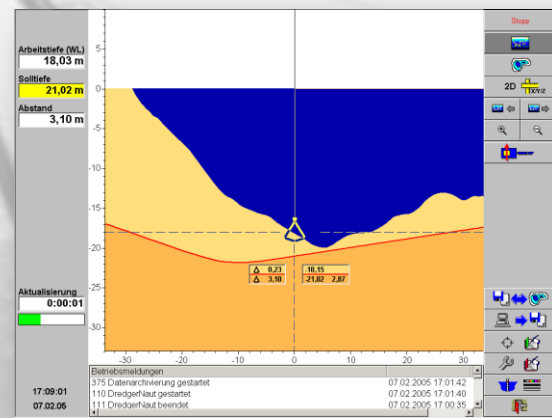 Stopp
Arbeitstiefe (WL)
18,03 m
Solltiefe
21,02 m
Abstand
3,10 m
2D
TX/Y/Z
5
0
-5
-10
-15
-20
-25
-30
Δ 0,23
-18,15
Δ 3,10
-21,02 2,87
Aktualisierung
0:00:01
-30
-20
-10
0
10
20
30
Betriebsmeldungen
375 Datenarchivierung gestartet 07.02.2005 17:01:42
110 DredgerNaut gestartet 07.02.2005 17:01:40
111 DredgerNaut beendet 07.02.2005 17:00:35
17:09:01
07.02.05